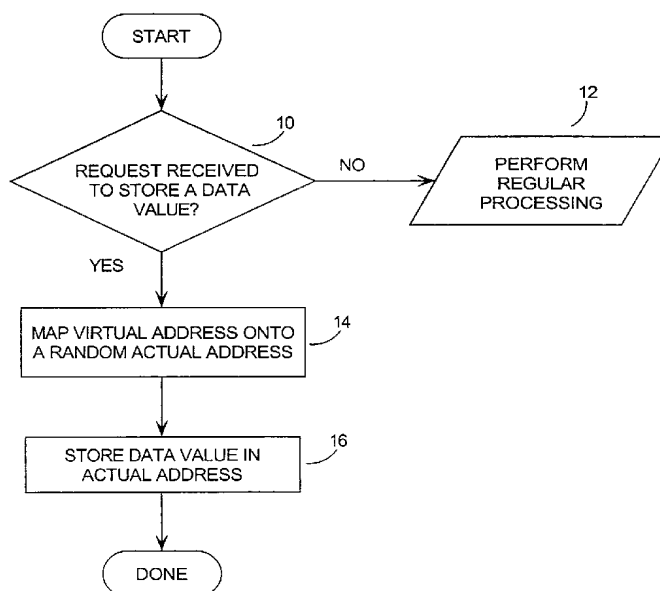 START
10
REQUEST RECEIVED
TO STORE A DATA
VALUE?
NO
12
PERFORM
REGULAR
PROCESSING
YES
MAP VIRTUAL ADDRESS ONTO
A RANDOM ACTUAL ADDRESS
14
STORE DATA VALUE IN
ACTUAL ADDRESS
16
DONE